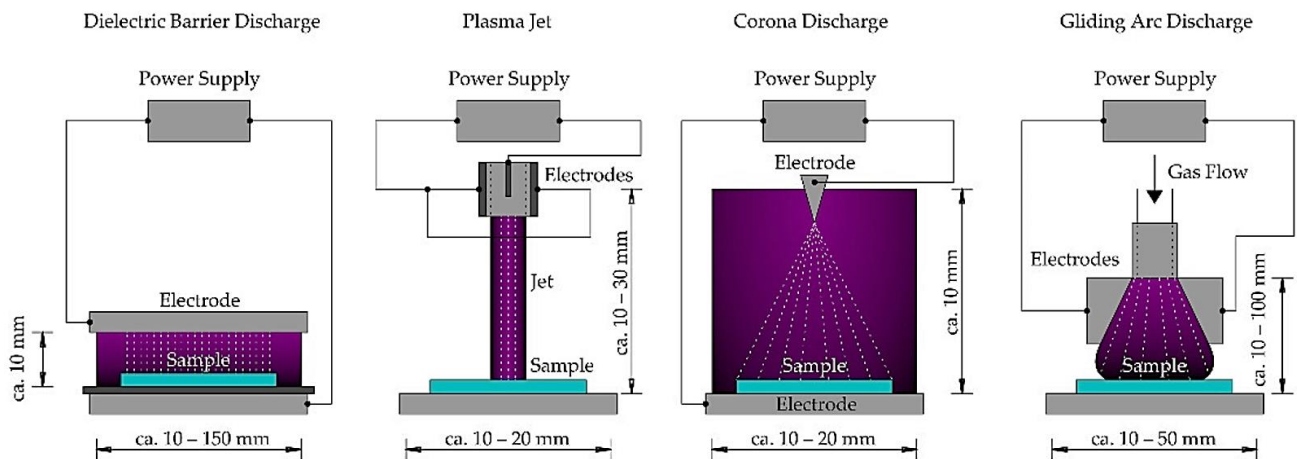 Dielectric Barrier Discharge
Power Supply
Electrode
Sample
ca. 10 mm
ca. 10 – 150 mm
Plasma Jet
Power Supply
Electrodes
Jet
Sample
ca. 10 – 30 mm
ca. 10 – 20 mm
Corona Discharge
Power Supply
Electrode
Sample
Electrode
ca. 10 mm
ca. 10 – 20 mm
Gliding Arc Discharge
Power Supply
Gas Flow
Electrodes
Sample
ca. 10 – 100 mm
ca. 10 – 50 mm